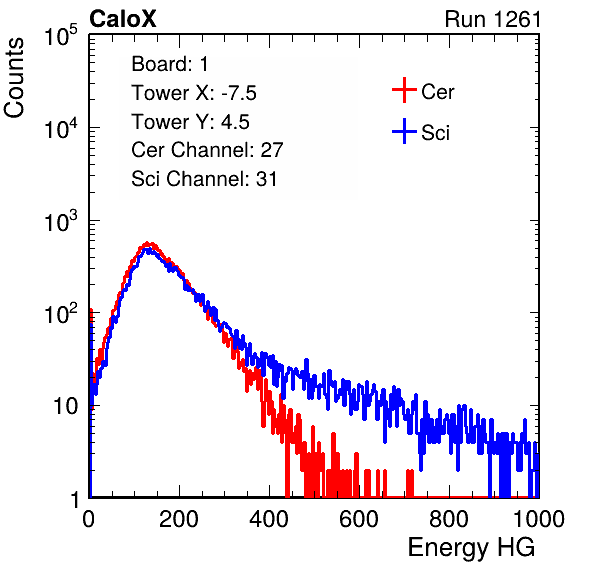 CaloX Run 1261
Counts
10^5
10^4
10^3
10^2
10
1
Board: 1
Tower X: -7.5
Tower Y: 4.5
Cer Channel: 27
Sci Channel: 31
Cer
Sci
0 200 400 600 800 1000
Energy HG